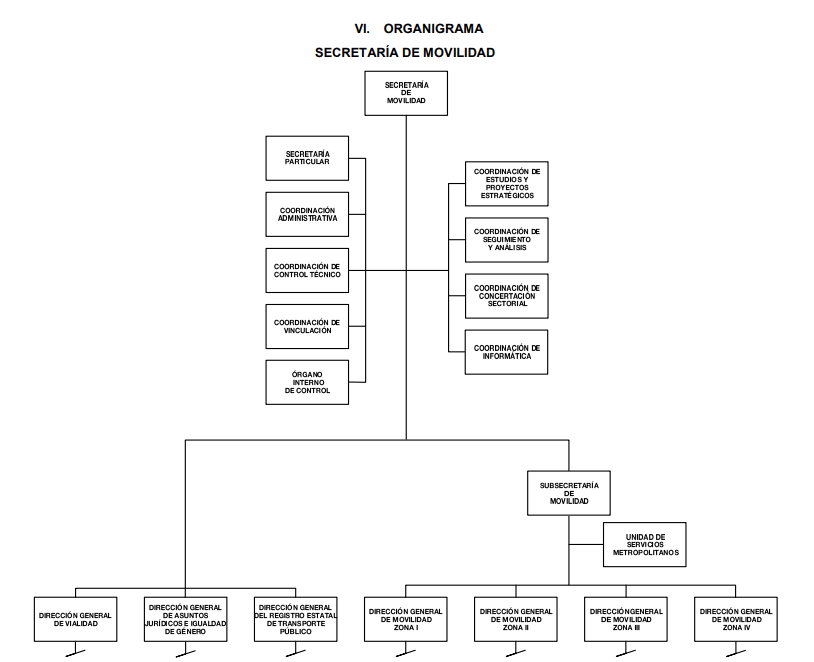 VI. ORGANIGRAMA
SECRETARÍA DE MOVILIDAD
SECRETARÍA
DE
MOVILIDAD
SECRETARÍA
PARTICULAR
COORDINACIÓN
ADMINISTRATIVA
COORDINACIÓN DE
CONTROL TÉCNICO
COORDINACIÓN DE
VINCULACIÓN
ÓRGANO
INTERNO
DE CONTROL
COORDINACIÓN DE
ESTUDIOS Y
PROYECTOS
ESTRATÉGICOS
COORDINACIÓN DE
SEGUIMIENTO
Y ANÁLISIS
COORDINACIÓN DE
CONCERTACIÓN
SECTORIAL
COORDINACIÓN DE
INFORMÁTICA
SUBSECRETARÍA
DE
MOVILIDAD
UNIDAD DE
SERVICIOS
METROPOLITANOS
DIRECCIÓN GENERAL
DE VIALIDAD
DIRECCIÓN GENERAL
DE ASUNTOS
JURÍDICOS E IGUALDAD
DE GÉNERO
DIRECCIÓN GENERAL
DEL REGISTRO ESTATAL
DE TRANSPORTE
PÚBLICO
DIRECCIÓN GENERAL
DE MOVILIDAD
ZONA I
DIRECCIÓN GENERAL
DE MOVILIDAD
ZONA II
DIRECCIÓN GENERAL
DE MOVILIDAD
ZONA III
DIRECCIÓN GENERAL
DE MOVILIDAD
ZONA IV